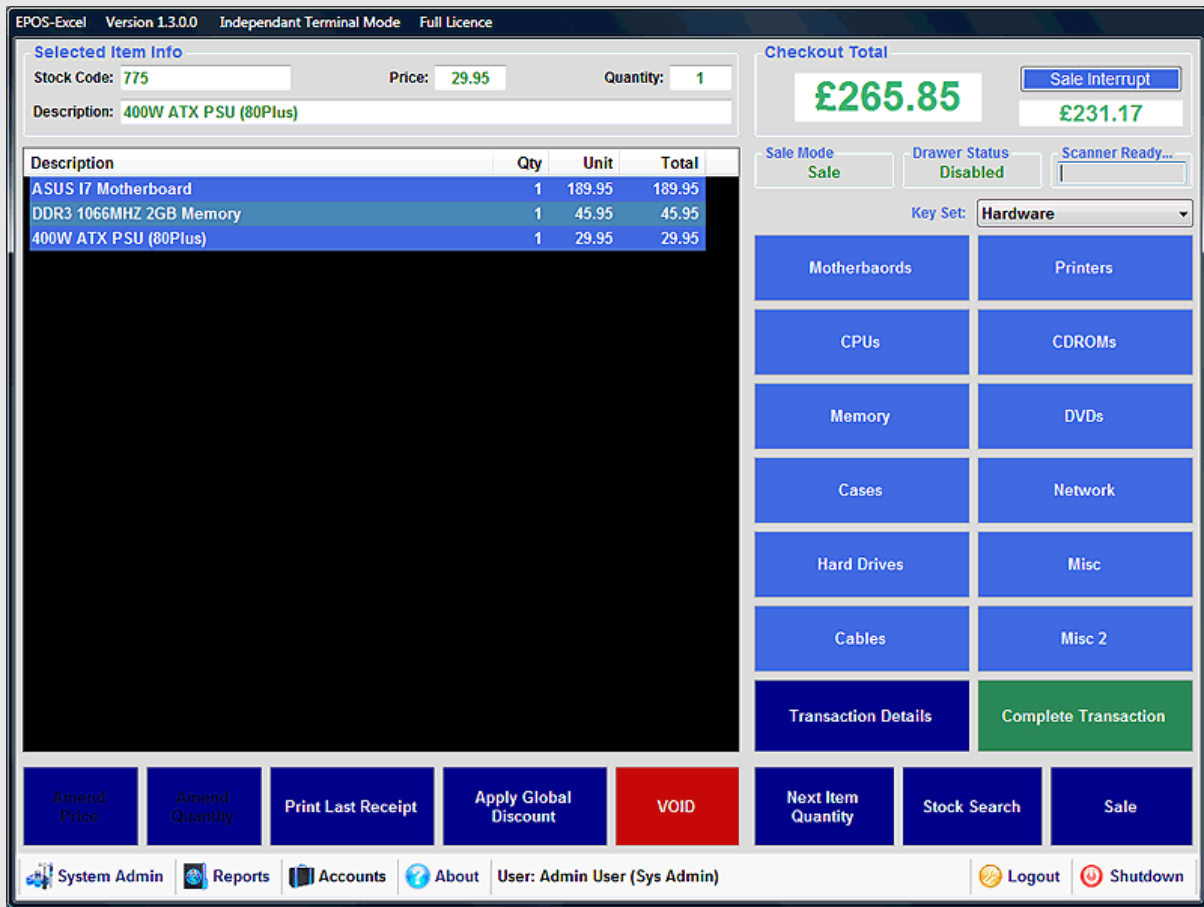 EPOS-Excel Version 1.3.0.0 Independant Terminal Mode Full Licence
Selected Item Info
Stock Code: 775 Price: 29.95 Quantity: 1
Description: 400W ATX PSU (80Plus)
Checkout Total
£265.85
Sale Interrupt
£231.17
Description Qty Unit Total
ASUS I7 Motherboard 1 189.95 189.95
DDR3 1066MHZ 2GB Memory 1 45.95 45.95
400W ATX PSU (80Plus) 1 29.95 29.95
Sale Mode
Sale
Drawer Status
Disabled
Scanner Ready...
Key Set: Hardware
Motherbaords Printers
CPUs CDROMs
Memory DVDs
Cases Network
Hard Drives Misc
Cables Misc 2
Transaction Details Complete Transaction
Amend
Price
Amend
Quantity
Print Last Receipt
Apply Global
Discount
VOID
Next Item
Quantity
Stock Search
Sale
System Admin Reports Accounts About User: Admin User (Sys Admin) Logout Shutdown